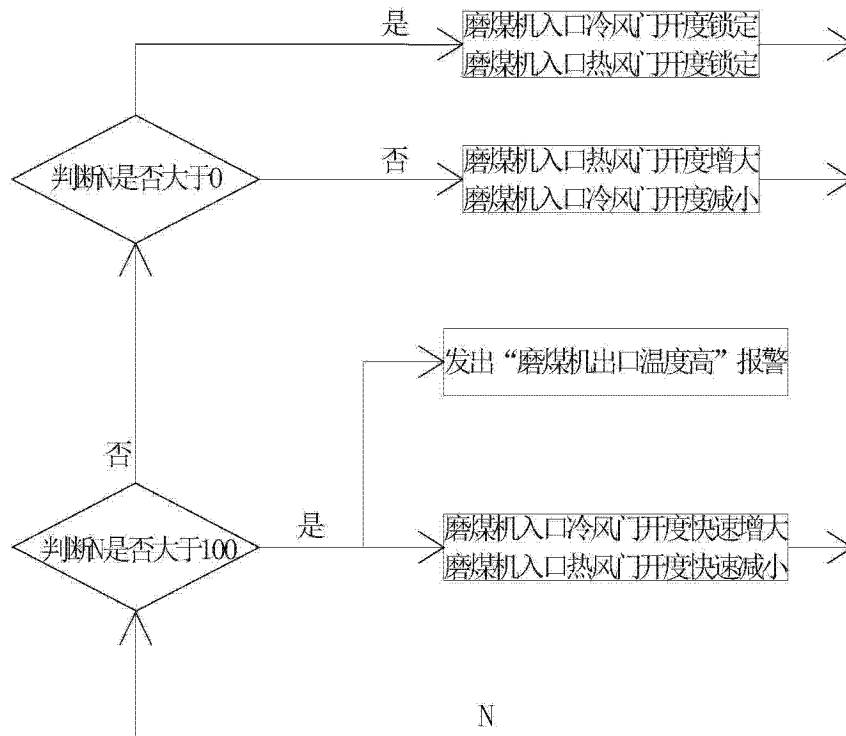 是
磨煤机入口冷风门开度锁定
磨煤机入口热风门开度锁定
判断N是否大于0
否
磨煤机入口热风门开度增大
磨煤机入口冷风门开度减小
发出“磨煤机出口温度高”报警
否
判断N是否大于100
是
磨煤机入口冷风门开度快速增大
磨煤机入口热风门开度快速减小
N